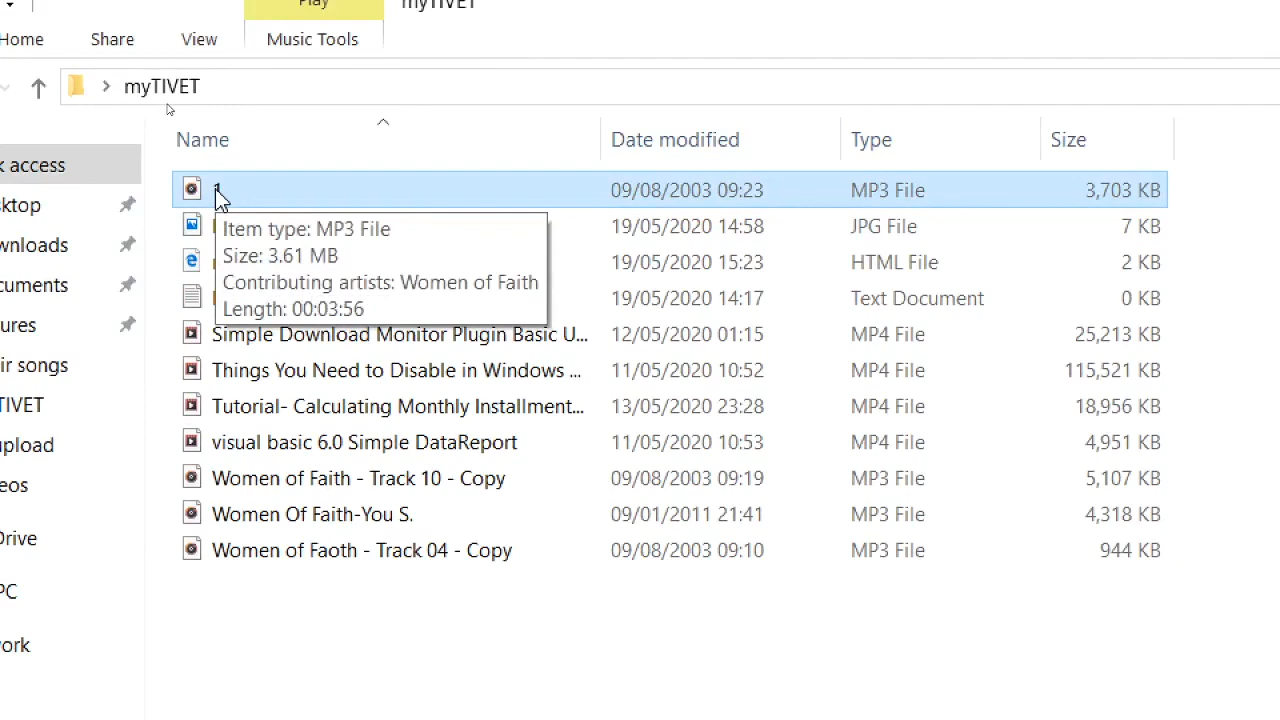 Play
myTIVET
Home
Share
View
Music Tools
myTIVET
Name
Date modified
Type
Size
k access
ktop
wnloads
cuments
ures
ir songs
TIVET
upload
eos
Drive
PC
ork
1
09/08/2003 09:23
MP3 File
3,703 KB
Item type: MP3 File
Size: 3.61 MB
Contributing artists: Women of Faith
Length: 00:03:56
19/05/2020 14:58
JPG File
7 KB
19/05/2020 15:23
HTML File
2 KB
19/05/2020 14:17
Text Document
0 KB
Simple Download Monitor Plugin Basic U...
12/05/2020 01:15
MP4 File
25,213 KB
Things You Need to Disable in Windows ...
11/05/2020 10:52
MP4 File
115,521 KB
Tutorial- Calculating Monthly Installment...
13/05/2020 23:28
MP4 File
18,956 KB
visual basic 6.0 Simple DataReport
11/05/2020 10:53
MP4 File
4,951 KB
Women of Faith - Track 10 - Copy
09/08/2003 09:19
MP3 File
5,107 KB
Women Of Faith-You S.
09/01/2011 21:41
MP3 File
4,318 KB
Women of Faoth - Track 04 - Copy
09/08/2003 09:10
MP3 File
944 KB